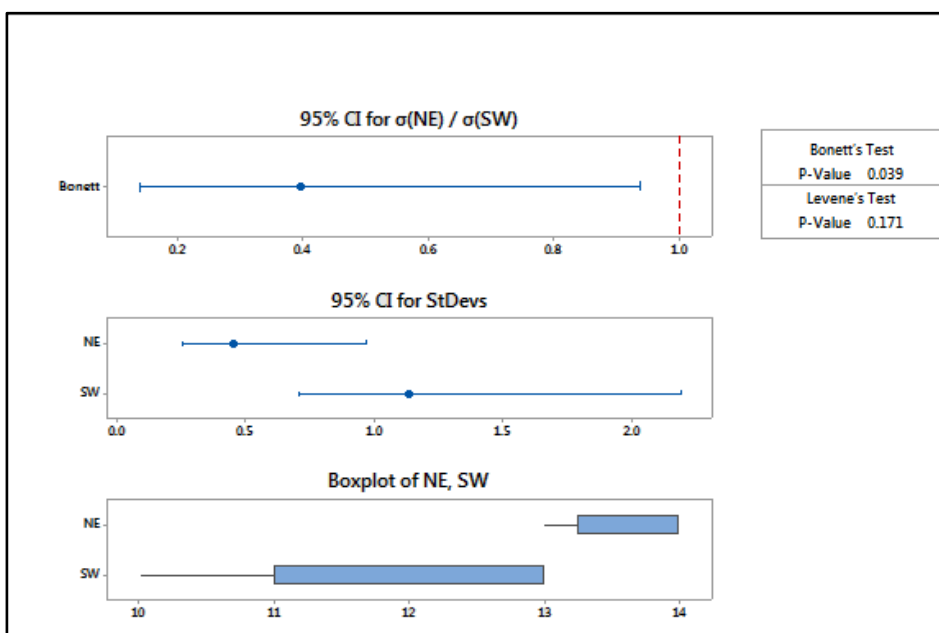 95% CI for σ(NE) / σ(SW)
Bonett
0.2 0.4 0.6 0.8 1.0
Bonett's Test
P-Value 0.039
Levene's Test
P-Value 0.171
95% CI for StDevs
NE
SW
0.0 0.5 1.0 1.5 2.0
Boxplot of NE, SW
NE
SW
10 11 12 13 14